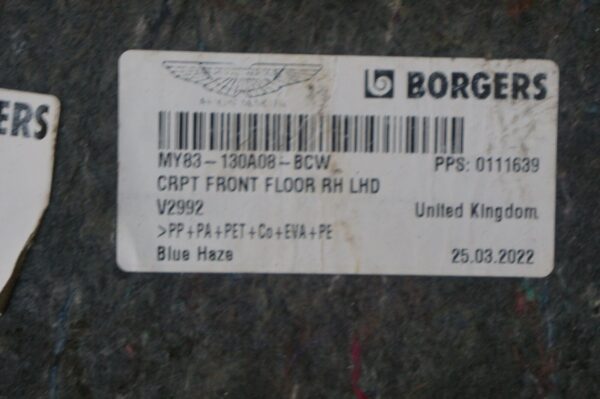 ERS
BORGERS
MY83-130A08-BCW PPS: 0111639
CRPT FRONT FLOOR RH LHD
V2992 United Kingdom
>PP+PA+PET+Co+EVA+PE
Blue Haze 25.03.2022